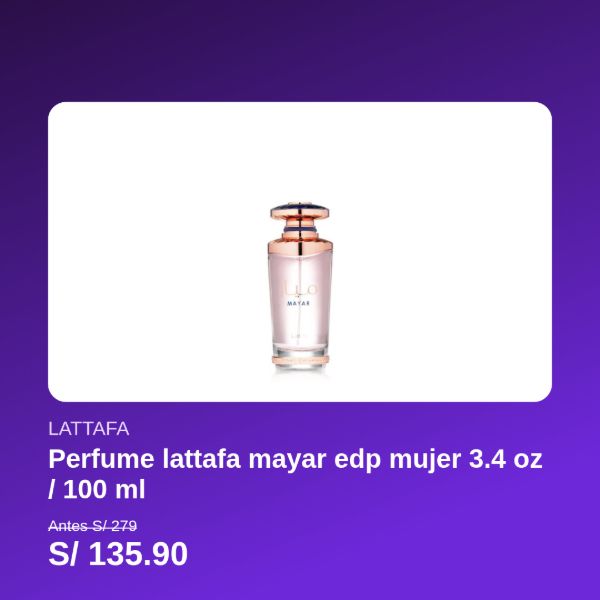 MAYAR
LATTAFA
Perfume lattafa mayar edp mujer 3.4 oz
/ 100 ml
Antes S/ 279
S/ 135.90